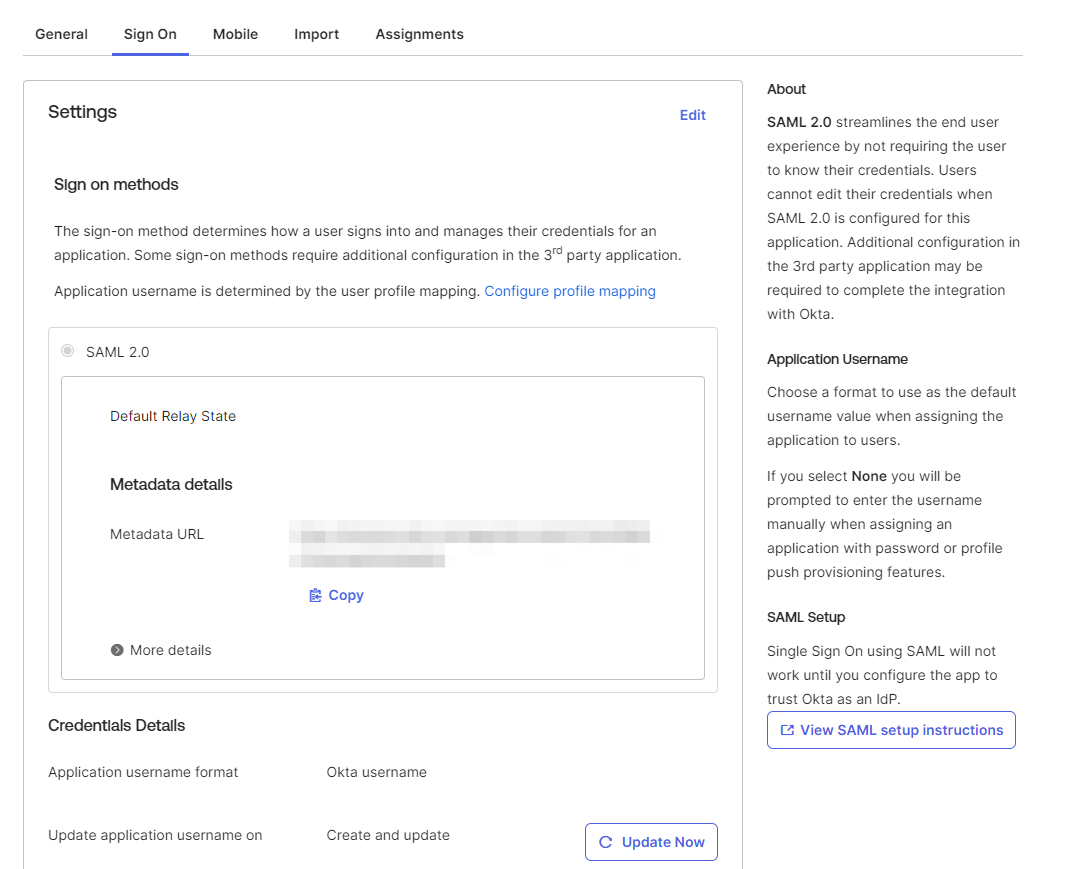 General
Sign On
Mobile
Import
Assignments
Settings
Edit
Sign on methods
The sign-on method determines how a user signs into and manages their credentials for an
application. Some sign-on methods require additional configuration in the 3rd party application.
Application username is determined by the user profile mapping. Configure profile mapping
SAML 2.0
Default Relay State
Metadata details
Metadata URL
Copy
More details
Credentials Details
Application username format
Okta username
Update application username on
Create and update
Update Now
About
SAML 2.0 streamlines the end user
experience by not requiring the user
to know their credentials. Users
cannot edit their credentials when
SAML 2.0 is configured for this
application. Additional configuration in
the 3rd party application may be
required to complete the integration
with Okta.
Application Username
Choose a format to use as the default
username value when assigning the
application to users.
If you select None you will be
prompted to enter the username
manually when assigning an
application with password or profile
push provisioning features.
SAML Setup
Single Sign On using SAML will not
work until you configure the app to
trust Okta as an IdP.
View SAML setup instructions